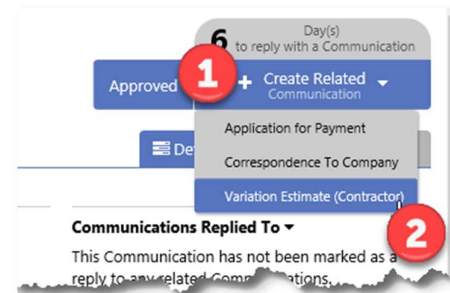 6
Day(s)
to reply with a Communication
Approved
1
+ Create Related
Communication
De
Application for Payment
Correspondence To Company
Variation Estimate (Contractor)
2
Communications Replied To
This Communication has not been marked as a
reply to any related Communications.